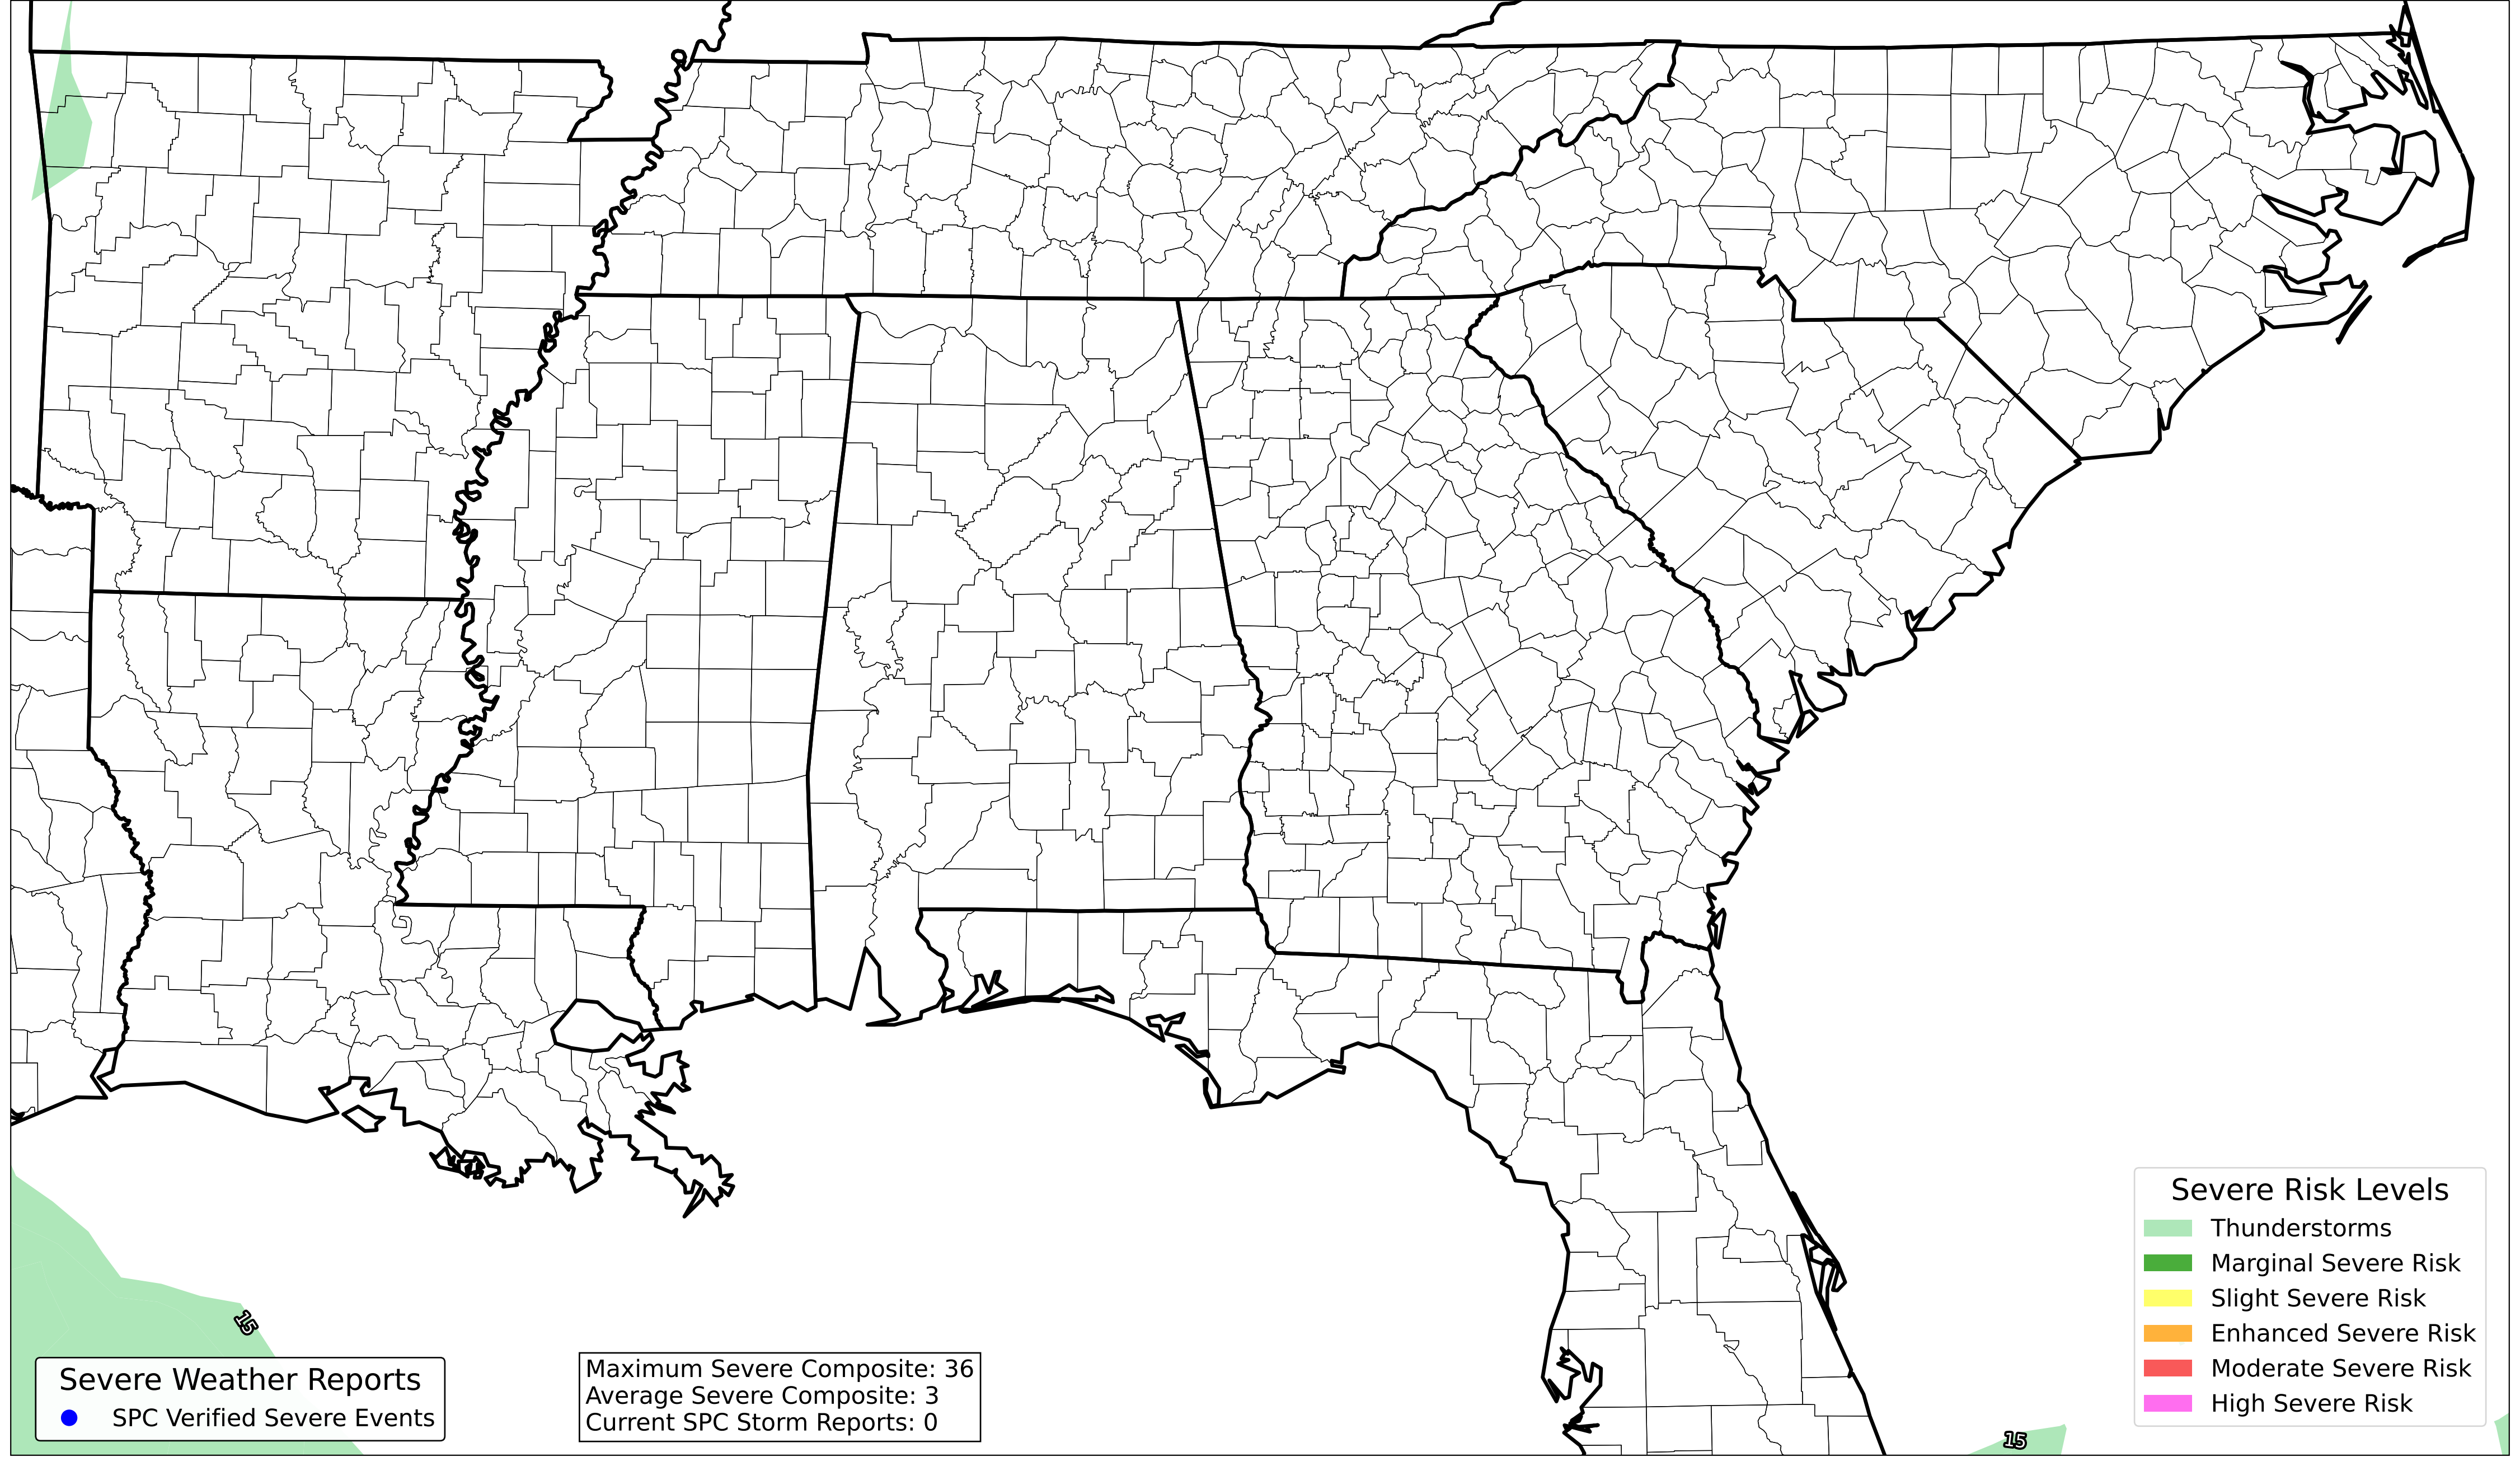 15
Severe Weather Reports
SPC Verified Severe Events
Maximum Severe Composite: 36
Average Severe Composite: 3
Current SPC Storm Reports: 0
Severe Risk Levels
Thunderstorms
Marginal Severe Risk
Slight Severe Risk
Enhanced Severe Risk
Moderate Severe Risk
High Severe Risk
15